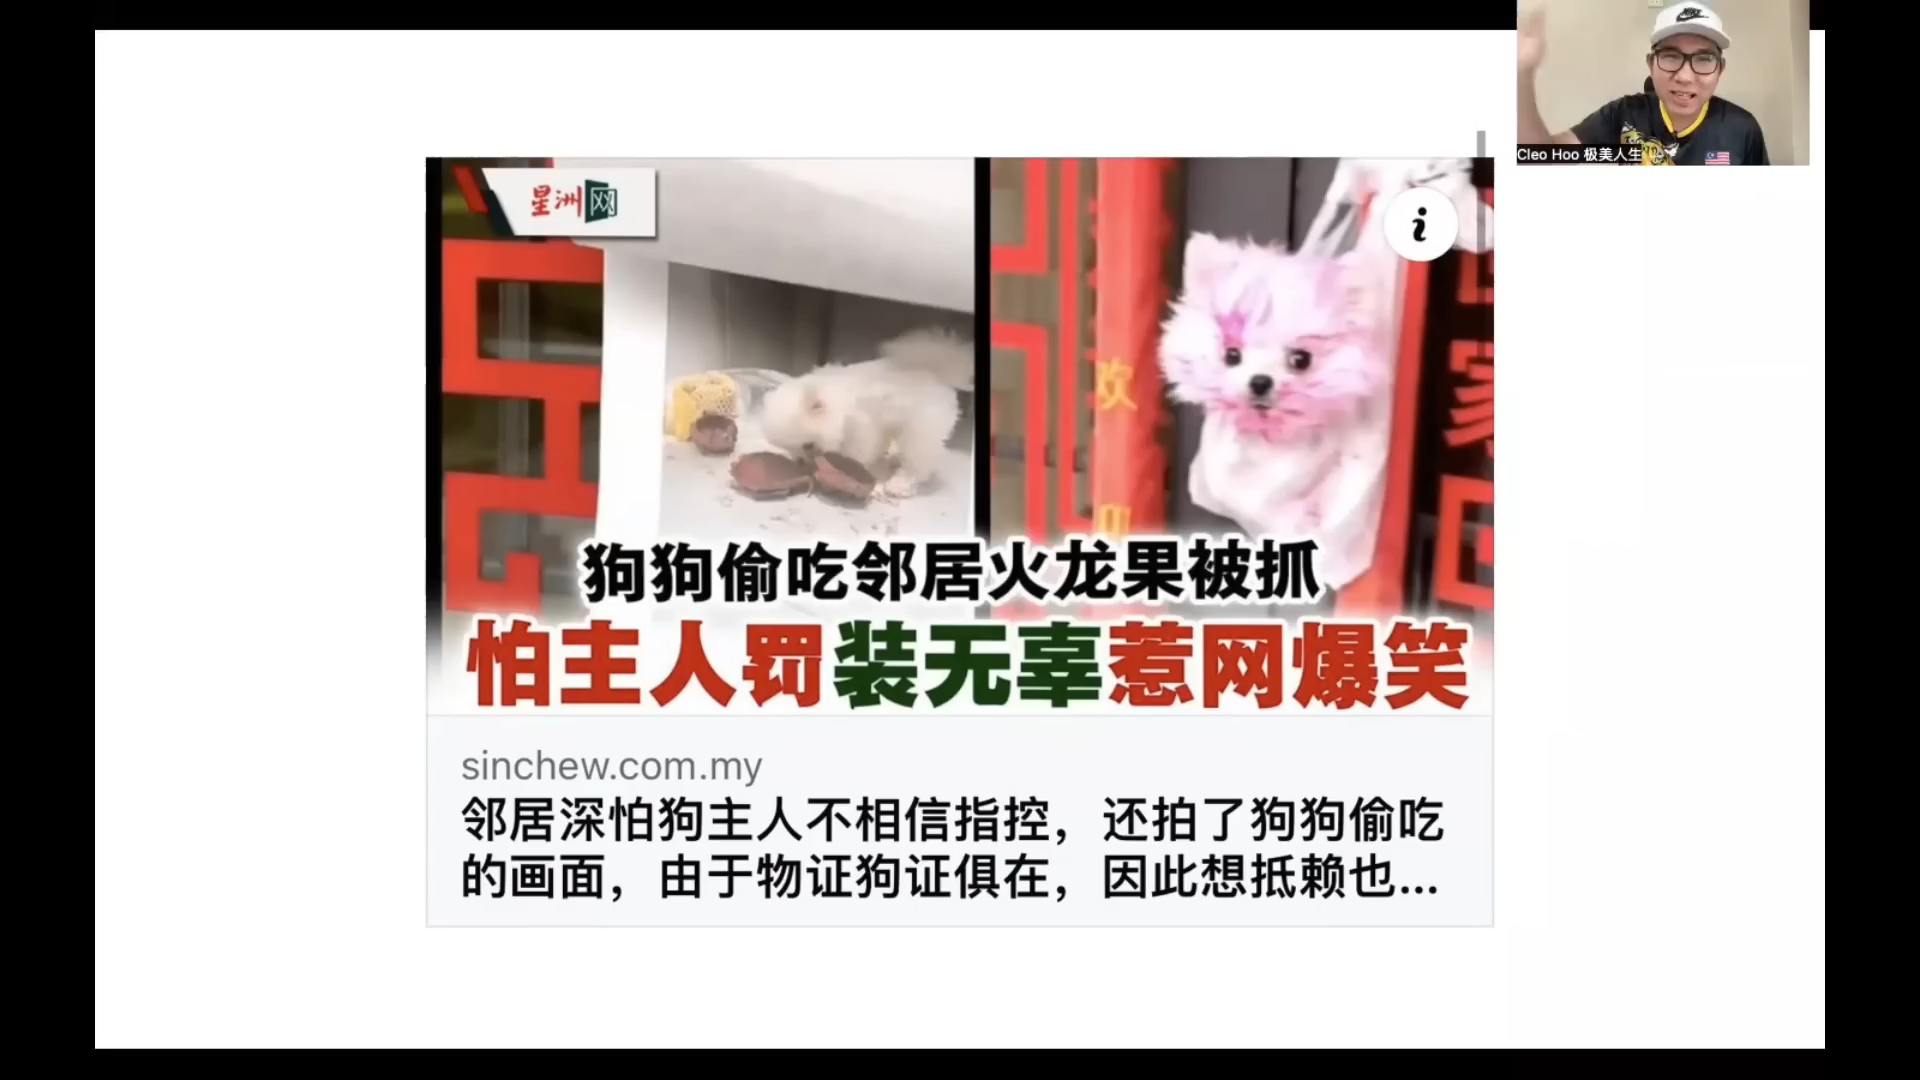 NIKE
Cleo Hoo 极美人生
星洲网
i
欢
家
狗狗偷吃邻居火龙果被抓
怕主人罚装无辜惹网爆笑
sinchew.com.my
邻居深怕狗主人不相信指控，还拍了狗狗偷吃
的画面，由于物证狗证俱在，因此想抵赖也...